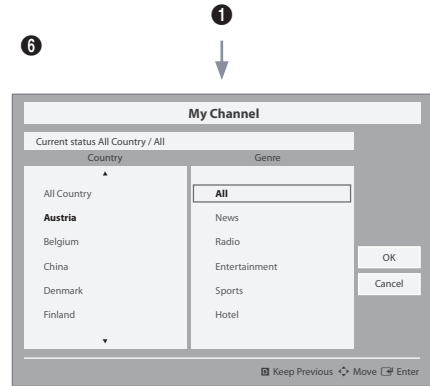 ❶
❻
My Channel
Current status All Country / All
Country Genre
▲
All Country All
Austria News
Belgium Radio
China Entertainment
Denmark Sports
Finland Hotel
▼
OK
Cancel
D Keep Previous Move Enter